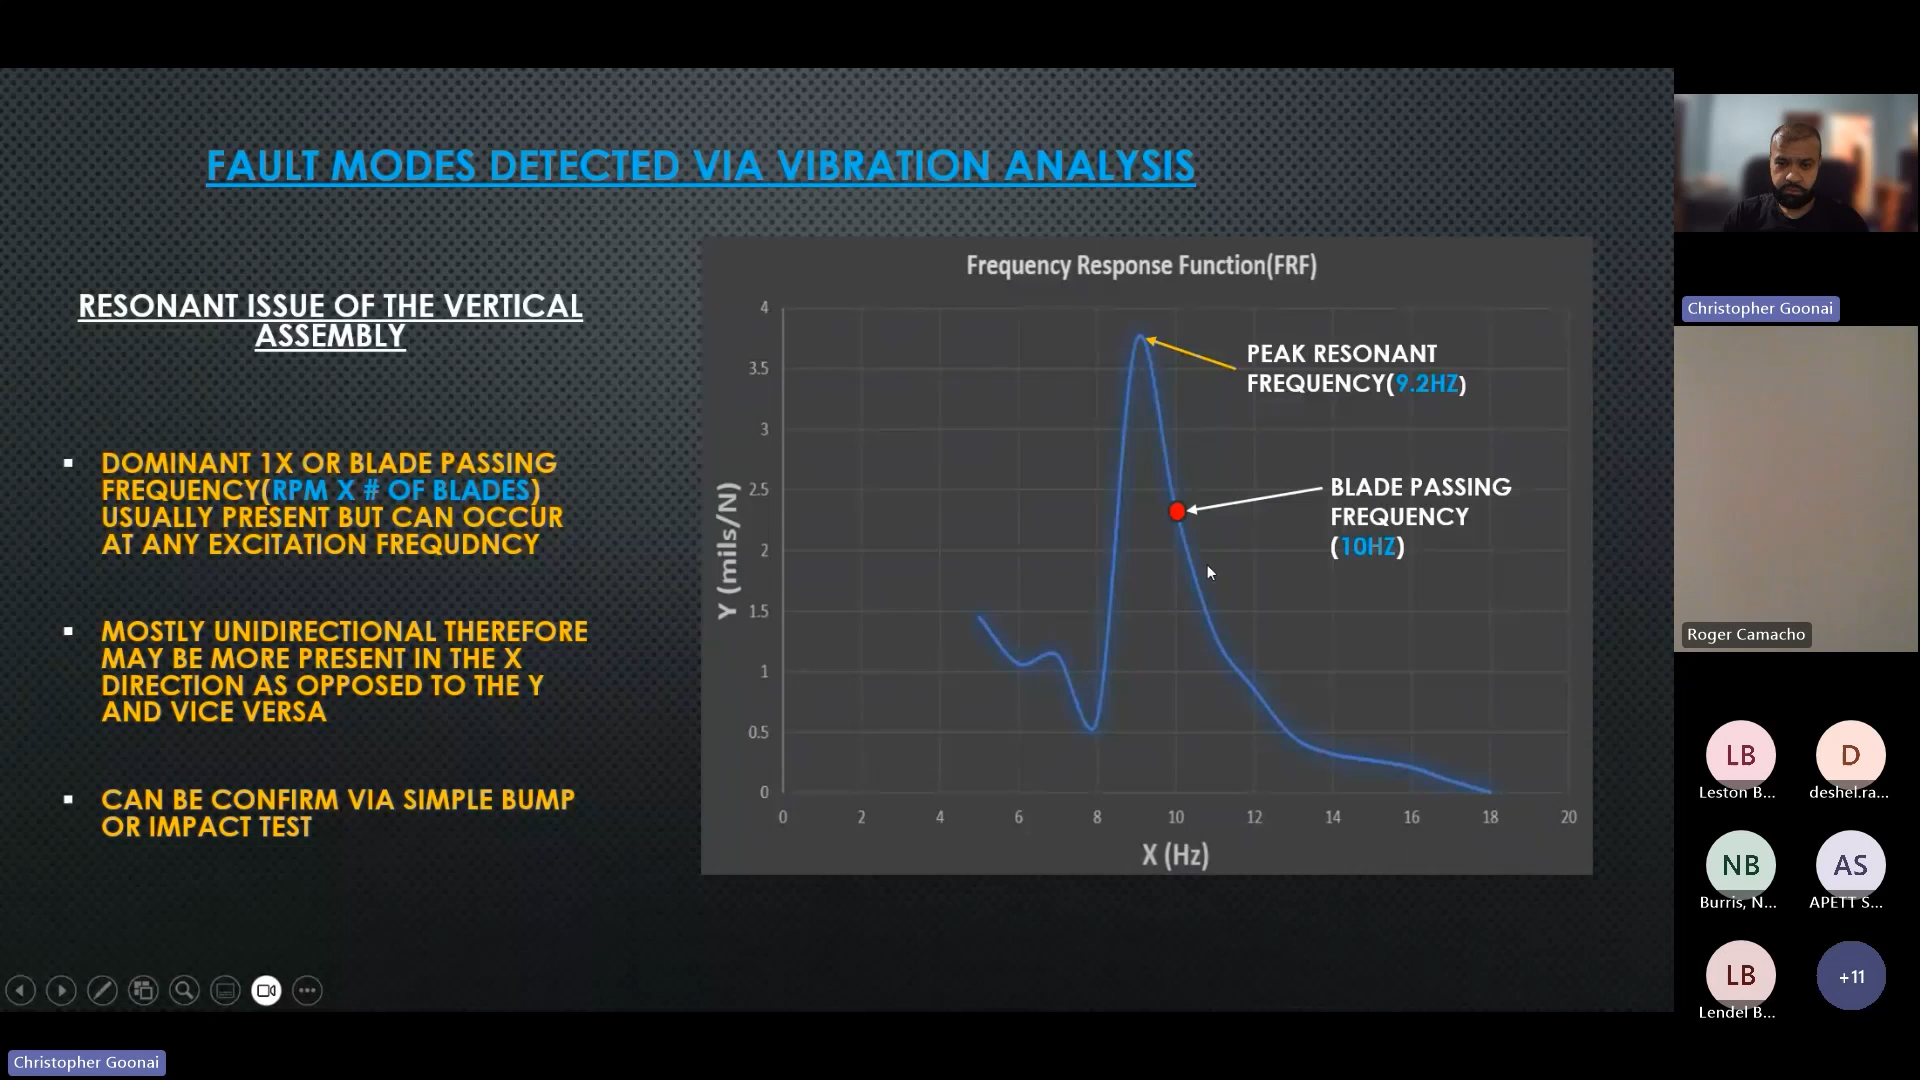 FAULT MODES DETECTED VIA VIBRATION ANALYSIS
RESONANT ISSUE OF THE VERTICAL
ASSEMBLY
▪ DOMINANT 1X OR BLADE PASSING
FREQUENCY(RPM X # OF BLADES)
USUALLY PRESENT BUT CAN OCCUR
AT ANY EXCITATION FREQUDNCY
▪ MOSTLY UNIDIRECTIONAL THEREFORE
MAY BE MORE PRESENT IN THE X
DIRECTION AS OPPOSED TO THE Y
AND VICE VERSA
▪ CAN BE CONFIRM VIA SIMPLE BUMP
OR IMPACT TEST
Frequency Response Function(FRF)
4
3.5
3
2.5
2
1.5
1
0.5
0
Y (mils/N)
0 2 4 6 8 10 12 14 16 18 20
X (Hz)
PEAK RESONANT
FREQUENCY(9.2HZ)
BLADE PASSING
FREQUENCY
(10HZ)
Christopher Goonai
Roger Camacho
LB
Leston B...
D
deshel.ra...
NB
Burris, N...
AS
APETT S...
LB
Lendel B...
+11
Christopher Goonai